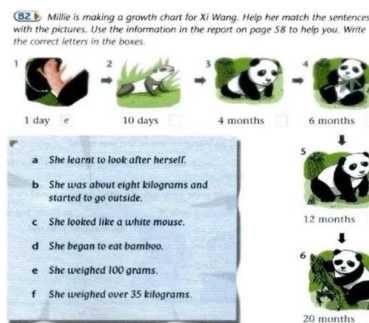 B2 Millie is making a growth chart for Xi Wang. Help her match the sentences
with the pictures. Use the information in the report on page 58 to help you. Write
the correct letters in the boxes.
1 2 3 4
1 day e 10 days 4 months 6 months
5
a She learnt to look after herself.
b She was about eight kilograms and
started to go outside.
c She looked like a white mouse.
12 months
d She began to eat bamboo.
e She weighed 100 grams.
6
f She weighed over 35 kilograms.
20 months